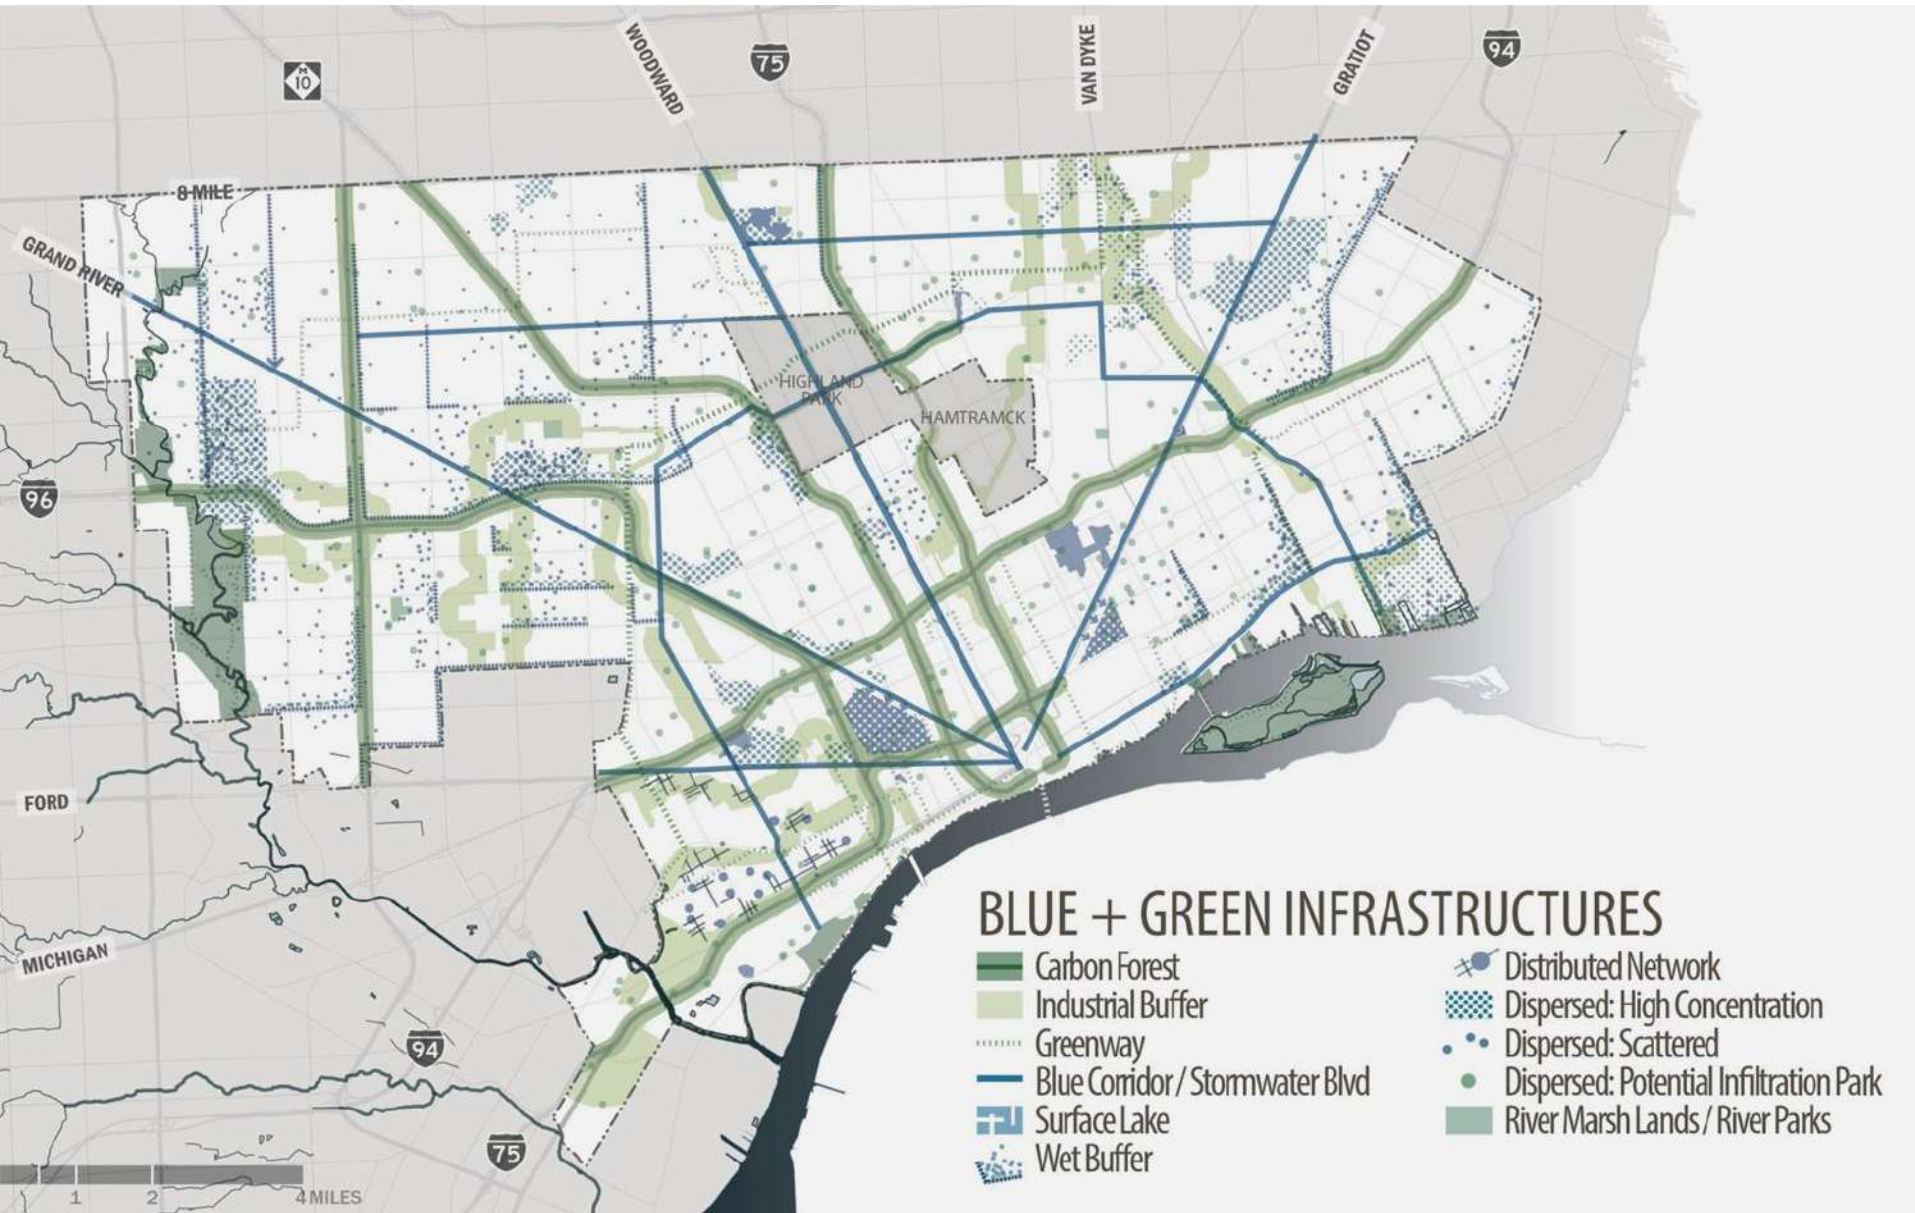 WOODWARD
75
VAN DYKE
GRATIOT
94
M
10
8 MILE
GRAND RIVER
HIGHLAND
PARK
HAMTRAMCK
96
FORD
MICHIGAN
94
75
1
2
4 MILES
BLUE + GREEN INFRASTRUCTURES
Carbon Forest
Industrial Buffer
Greenway
Blue Corridor / Stormwater Blvd
Surface Lake
Wet Buffer
Distributed Network
Dispersed: High Concentration
Dispersed: Scattered
Dispersed: Potential Infiltration Park
River Marsh Lands / River Parks